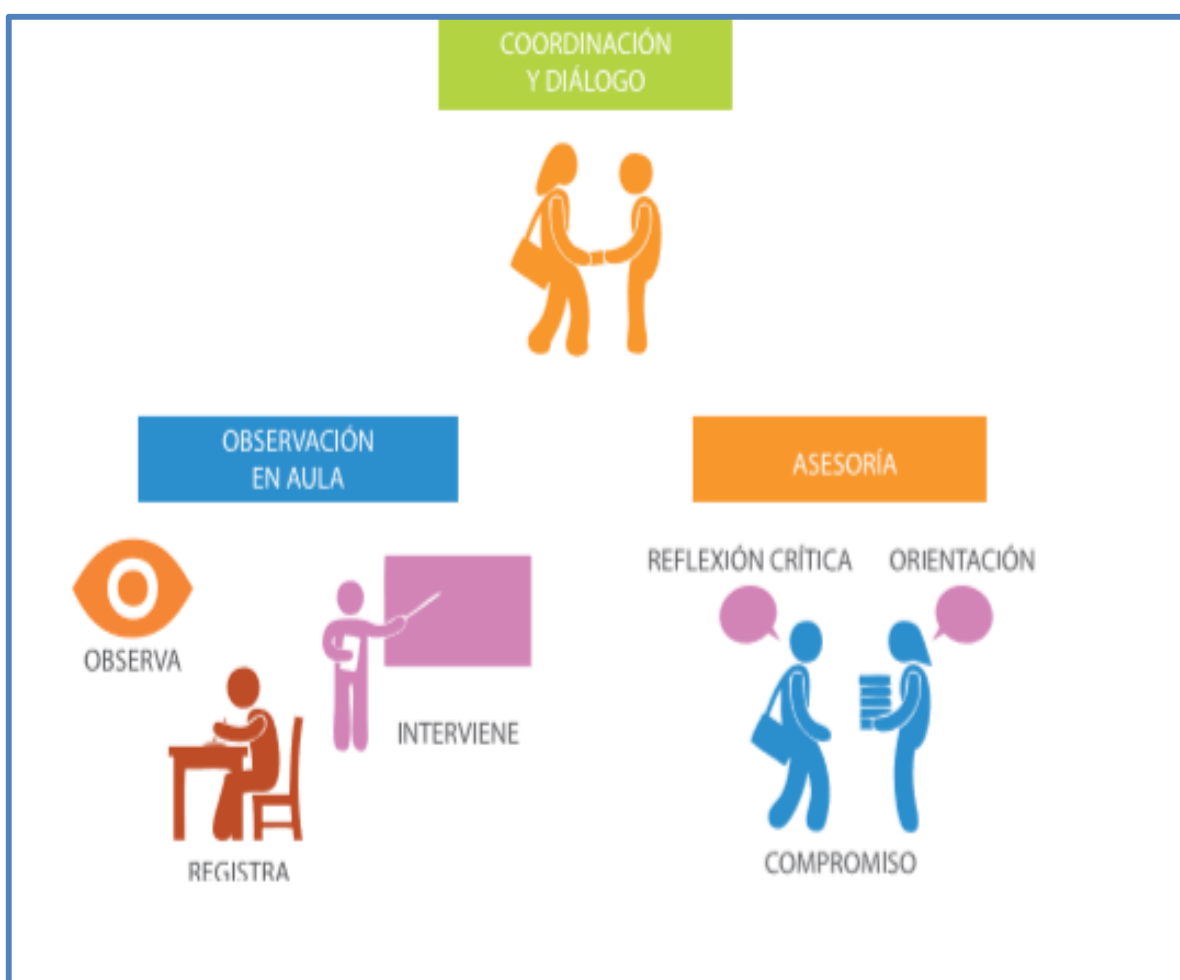 COORDINACIÓN
Y DIÁLOGO
OBSERVACIÓN
EN AULA
OBSERVA
REGISTRA
INTERVIENE
ASESORÍA
REFLEXIÓN CRÍTICA
ORIENTACIÓN
COMPROMISO